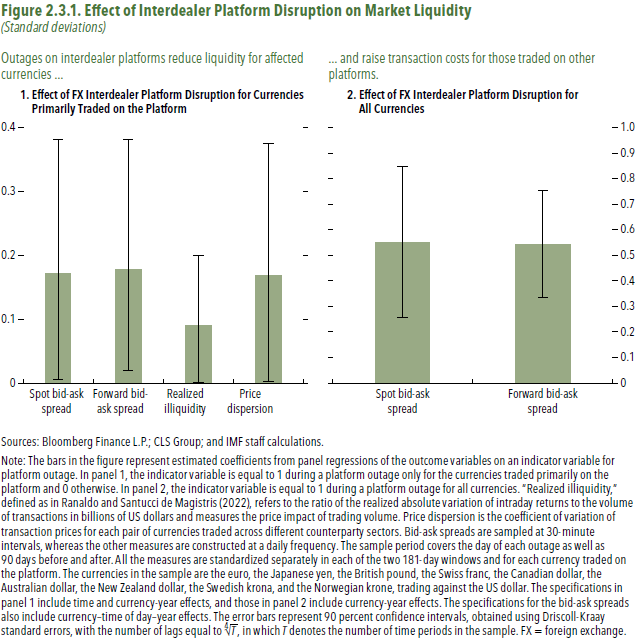 Figure 2.3.1. Effect of Interdealer Platform Disruption on Market Liquidity
(Standard deviations)
Outages on interdealer platforms reduce liquidity for affected
currencies ...
... and raise transaction costs for those traded on other
platforms.
1. Effect of FX Interdealer Platform Disruption for Currencies
Primarily Traded on the Platform
2. Effect of FX Interdealer Platform Disruption for
All Currencies
0.4
0.3
0.2
0.1
0
1.0
0.9
0.8
0.7
0.6
0.5
0.4
0.3
0.2
0.1
0
Spot bid-ask
spread
Forward bid-
ask spread
Realized
illiquidity
Price
dispersion
Spot bid-ask
spread
Forward bid-ask
spread
Sources: Bloomberg Finance L.P.; CLS Group; and IMF staff calculations.
Note: The bars in the figure represent estimated coefficients from panel regressions of the outcome variables on an indicator variable for
platform outage. In panel 1, the indicator variable is equal to 1 during a platform outage only for the currencies traded primarily on the
platform and 0 otherwise. In panel 2, the indicator variable is equal to 1 during a platform outage for all currencies. "Realized illiquidity,"
defined as in Ranaldo and Santucci de Magistris (2022), refers to the ratio of the realized absolute variation of intraday returns to the volume
of transactions in billions of US dollars and measures the price impact of trading volume. Price dispersion is the coefficient of variation of
transaction prices for each pair of currencies traded across different counterparty sectors. Bid-ask spreads are sampled at 30-minute
intervals, whereas the other measures are constructed at a daily frequency. The sample period covers the day of each outage as well as
90 days before and after. All the measures are standardized separately in each of the two 181-day windows and for each currency traded on
the platform. The currencies in the sample are the euro, the Japanese yen, the British pound, the Swiss franc, the Canadian dollar, the
Australian dollar, the New Zealand dollar, the Swedish krona, and the Norwegian krone, trading against the US dollar. The specifications in
panel 1 include time and currency-year effects, and those in panel 2 include currency-year effects. The specifications for the bid-ask spreads
also include currency–time of day–year effects. The error bars represent 90 percent confidence intervals, obtained using Driscoll-Kraay
standard errors, with the number of lags equal to ∜T, in which T denotes the number of time periods in the sample. FX = foreign exchange.